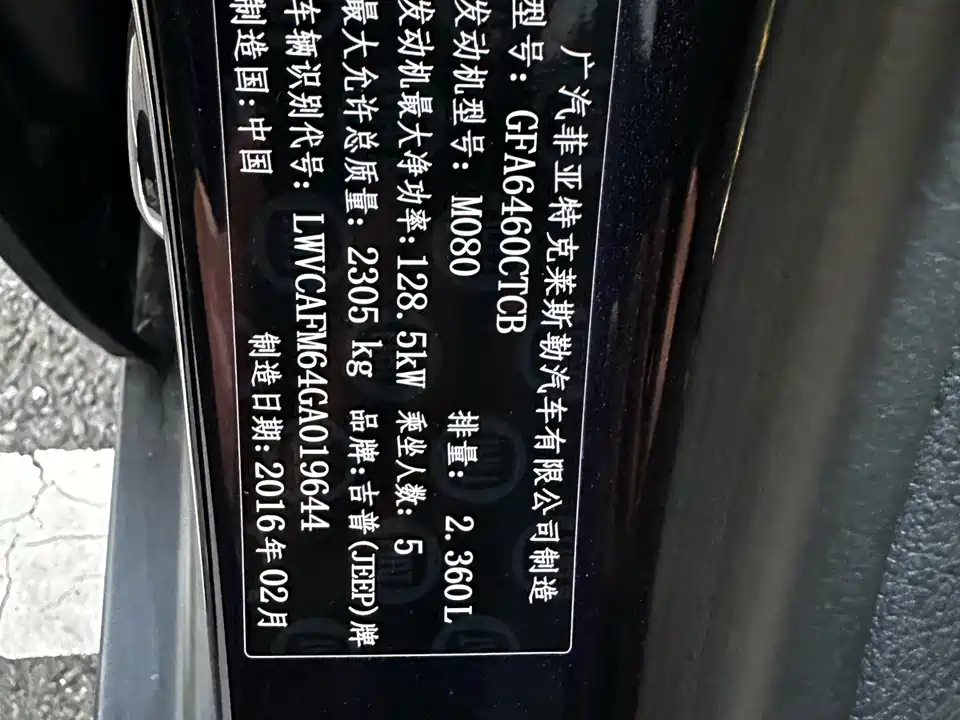 广汽菲亚特克莱斯勒汽车有限公司制造
型号: GFA6460CTCB
发动机型号: M080 排量: 2.360L
发动机最大净功率:128.5kW 乘坐人数: 5
最大允许总质量: 2305 kg 品牌:吉普(JEEP)牌
车辆识别代号: LWVCAFM64GA019644
制造国:中国 制造日期:2016年02月